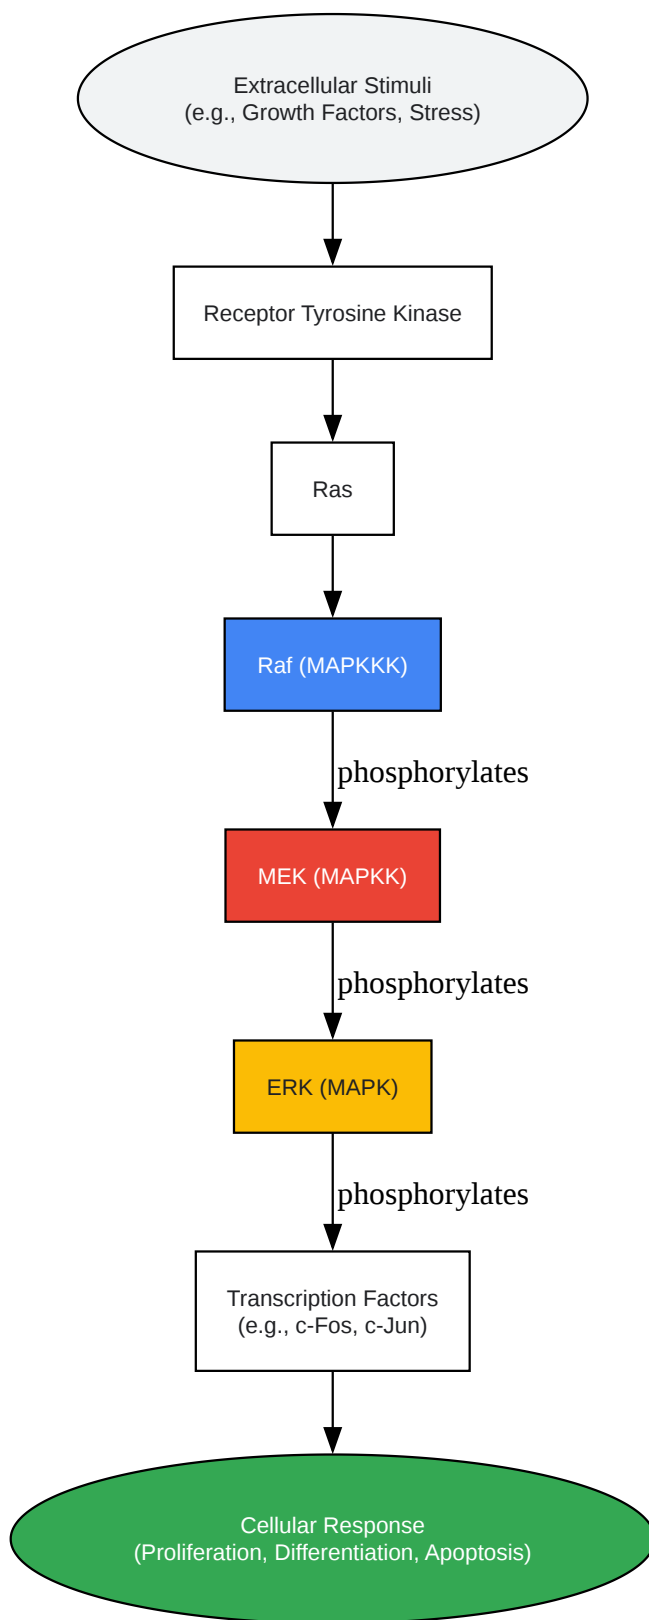 Extracellular Stimuli
(e.g., Growth Factors, Stress)
Receptor Tyrosine Kinase
Ras
Raf (MAPKKK)
phosphorylates
MEK (MAPKK)
phosphorylates
ERK (MAPK)
phosphorylates
Transcription Factors
(e.g., c-Fos, c-Jun)
Cellular Response
(Proliferation, Differentiation, Apoptosis)